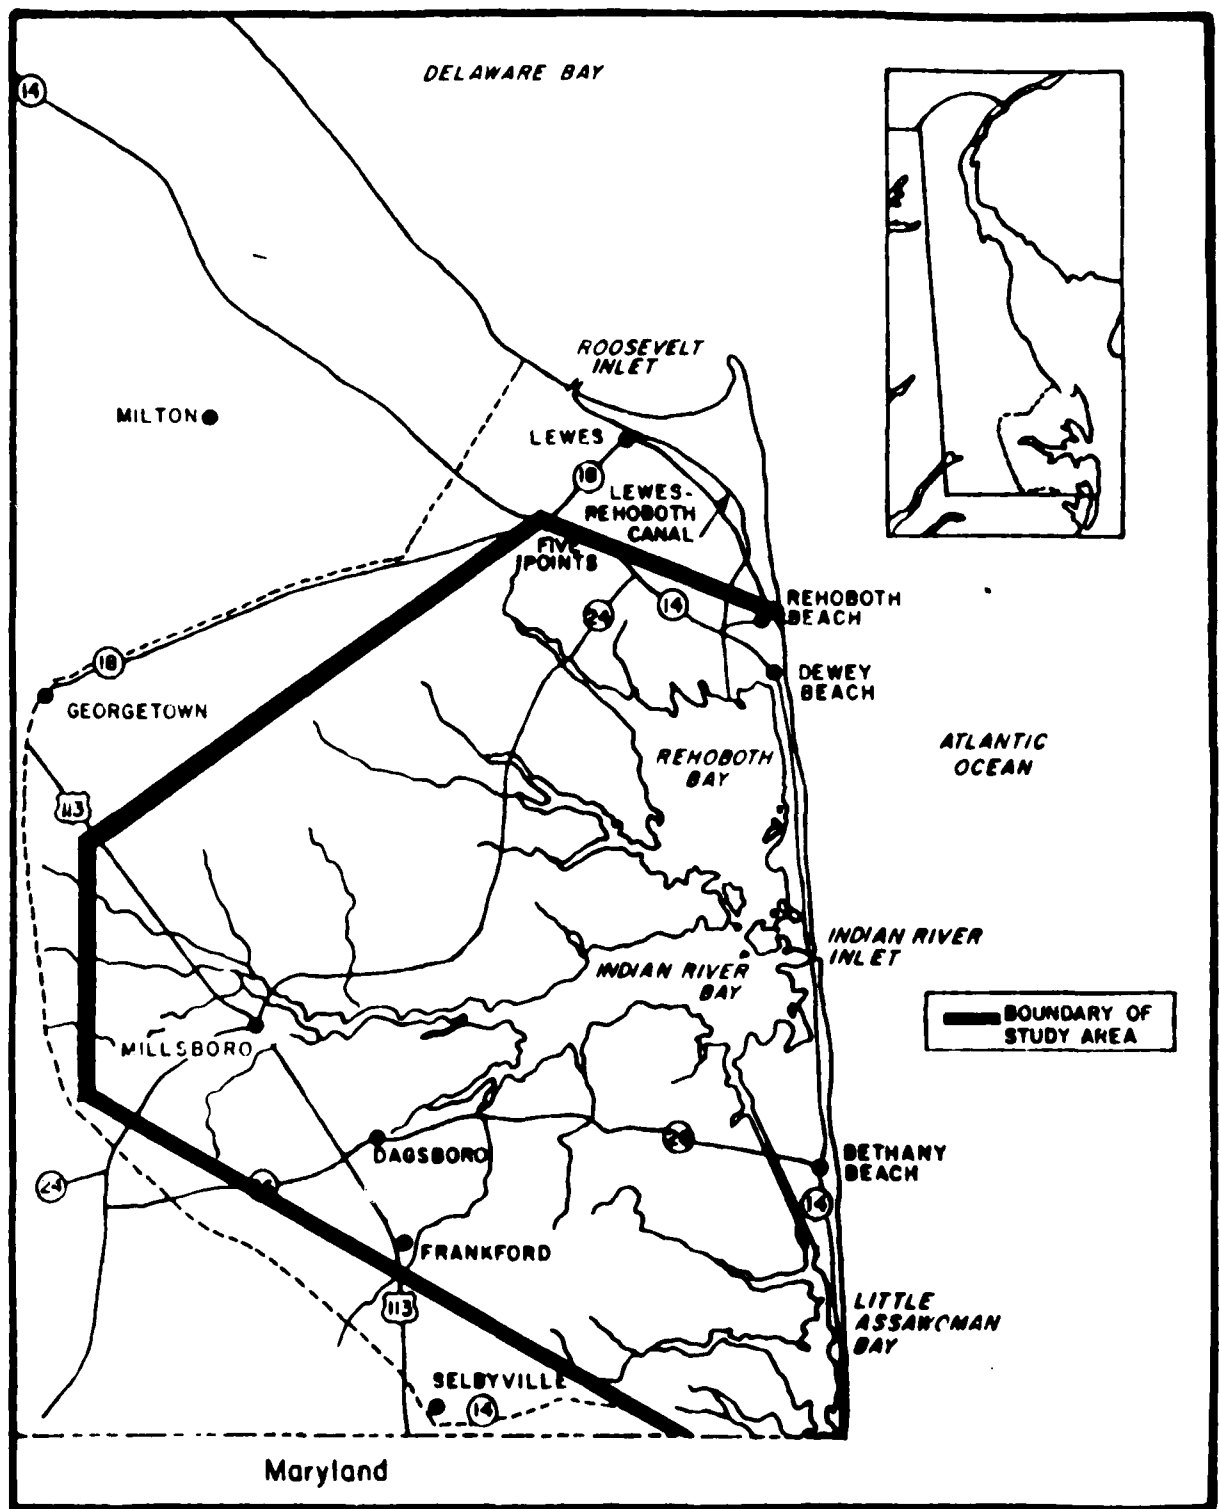 DELAWARE BAY
14
ROOSEVELT
INLET
MILTON
LEWES
18
LEWES-
REHOBOTH
CANAL
FIVE
POINTS
REHOBOTH
BEACH
24
14
18
DEWEY
BEACH
GEORGETOWN
ATLANTIC
OCEAN
REHOBOTH
BAY
113
INDIAN RIVER
INLET
INDIAN RIVER
BAY
BOUNDARY OF
STUDY AREA
MILLSBORO
DAGSBORO
26
BETHANY
BEACH
24
26
14
FRANKFORD
LITTLE
ASSAWOMAN
BAY
113
SELBYVILLE
14
Maryland